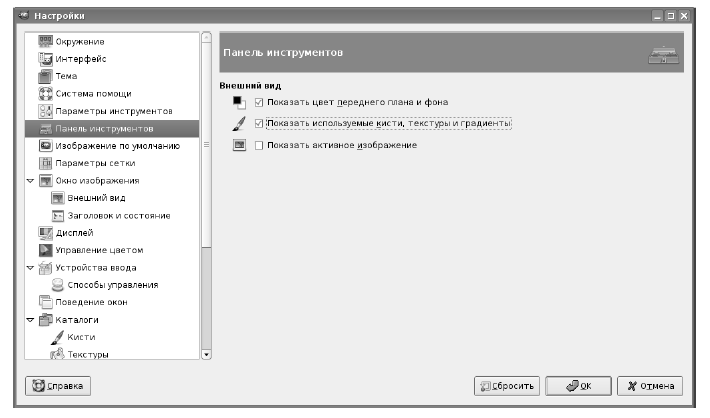 Настройки
Окружение
Интерфейс
Тема
Система помощи
Параметры инструментов
Панель инструментов
Изображение по умолчанию
Параметры сетки
Окно изображения
Внешний вид
Заголовок и состояние
Дисплей
Управление цветом
Устройства ввода
Способы управления
Поведение окон
Каталоги
Кисти
Текстуры
Панель инструментов
Внешний вид
Показать цвет переднего плана и фона
Показать используемые кисти, текстуры и градиенты
Показать активное изображение
Справка
Сбросить
OK
Отмена